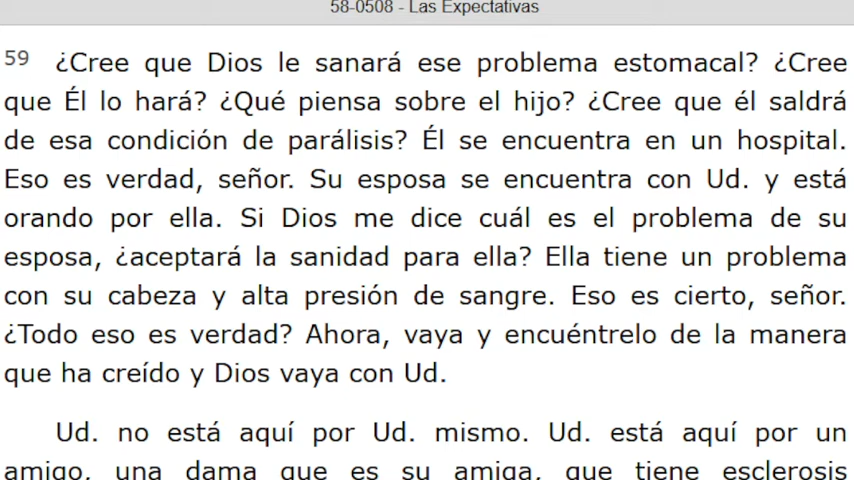 58-0508 - Las Expectativas
59 ¿Cree que Dios le sanará ese problema estomacal? ¿Cree
que Él lo hará? ¿Qué piensa sobre el hijo? ¿Cree que él saldrá
de esa condición de parálisis? Él se encuentra en un hospital.
Eso es verdad, señor. Su esposa se encuentra con Ud. y está
orando por ella. Si Dios me dice cuál es el problema de su
esposa, ¿aceptará la sanidad para ella? Ella tiene un problema
con su cabeza y alta presión de sangre. Eso es cierto, señor.
¿Todo eso es verdad? Ahora, vaya y encuéntrelo de la manera
que ha creído y Dios vaya con Ud.
Ud. no está aquí por Ud. mismo. Ud. está aquí por un
amigo, una dama que es su amiga, que tiene esclerosis